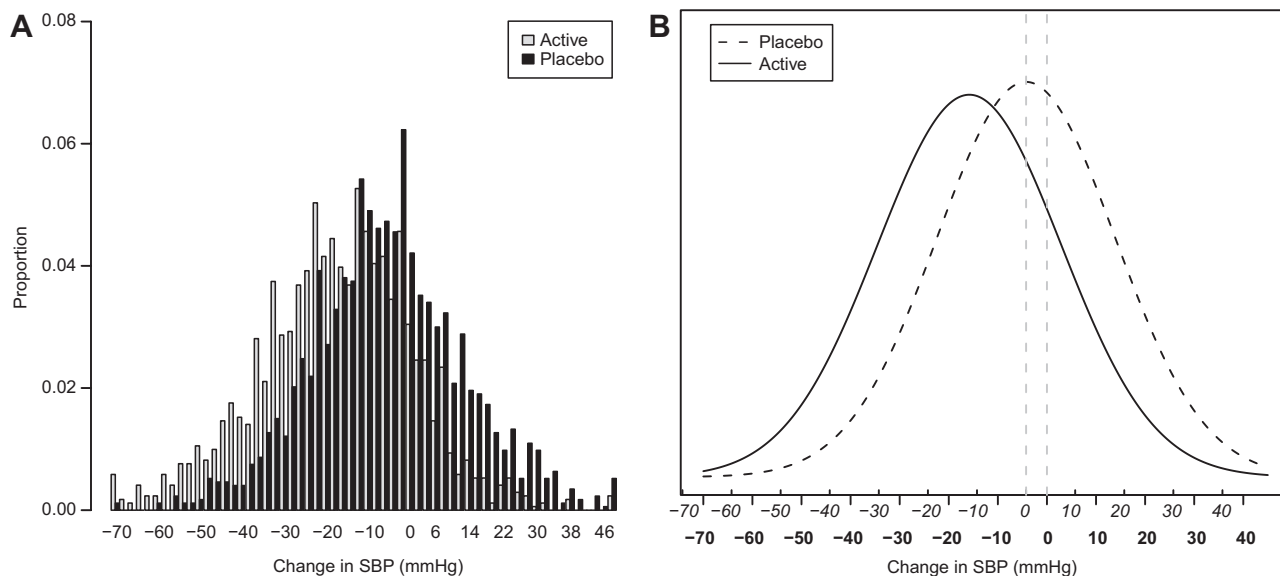 A
0.08
0.06
0.04
0.02
0.00
Proportion
Active
Placebo
−70 −50 −30 −10 0 6 14 22 30 38 46
Change in SBP (mmHg)
B
Placebo
Active
−70 −60 −50 −40 −30 −20 −10 0 10 20 30 40
−70 −60 −50 −40 −30 −20 −10 0 10 20 30 40
Change in SBP (mmHg)